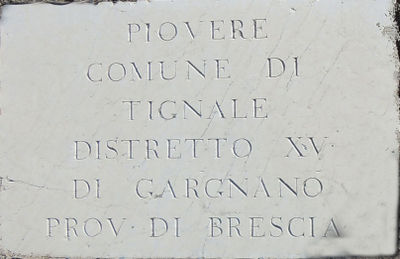 PIOVERE
COMUNE DI
TIGNALE
DISTRETTO XV
DI GARGNANO
PROV· DI BRESCIA